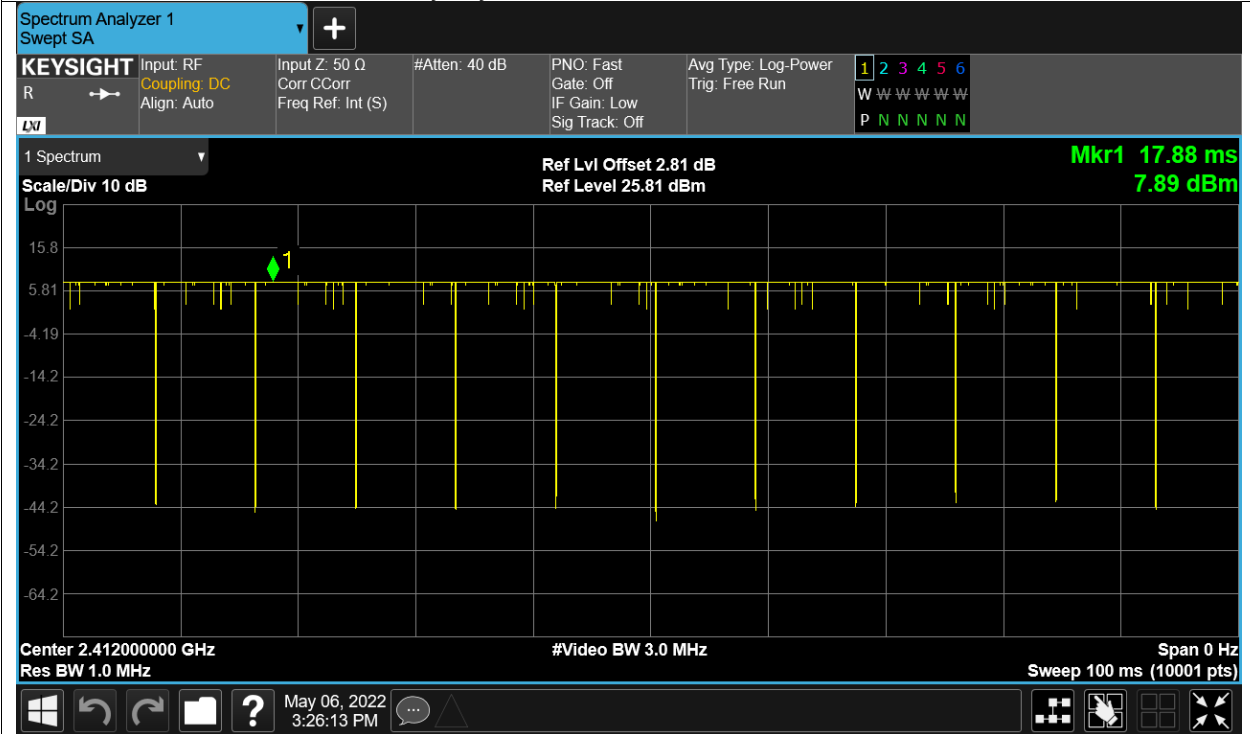 Spectrum Analyzer 1
Swept SA
+
KEYSIGHT
R
LXI
Input: RF
Coupling: DC
Align: Auto
Input Z: 50 Ω
Corr CCorr
Freq Ref: Int (S)
#Atten: 40 dB
PNO: Fast
Gate: Off
IF Gain: Low
Sig Track: Off
Avg Type: Log-Power
Trig: Free Run
1 2 3 4 5 6
W W W W W W
P N N N N N
1 Spectrum
Scale/Div 10 dB
Log
Ref Lvl Offset 2.81 dB
Ref Level 25.81 dBm
Mkr1 17.88 ms
7.89 dBm
15.8
1
5.81
-4.19
-14.2
-24.2
-34.2
-44.2
-54.2
-64.2
Center 2.412000000 GHz
#Video BW 3.0 MHz
Span 0 Hz
Res BW 1.0 MHz
Sweep 100 ms (10001 pts)
?
May 06, 2022
3:26:13 PM